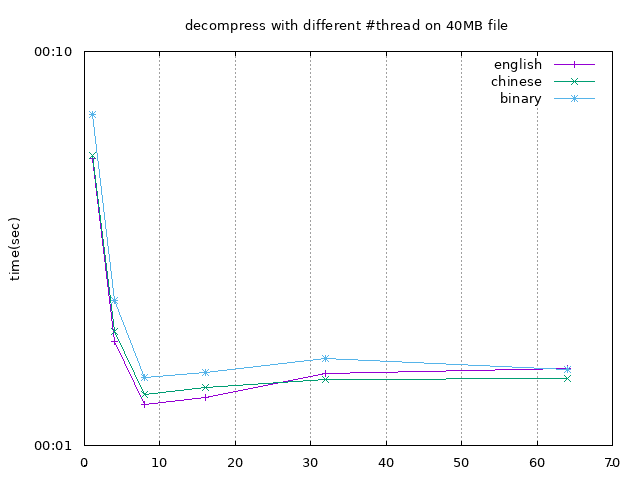 decompress with different #thread on 40MB file
00:10
english
chinese
binary
time(sec)
00:01
0 10 20 30 40 50 60 70